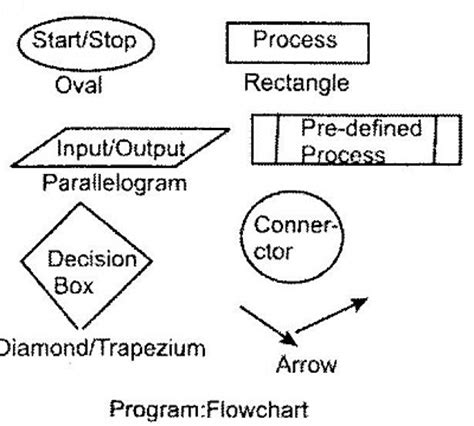 Start/Stop
Oval
Process
Rectangle
Input/Output
Parallelogram
Pre-defined
Process
Decision
Box
Diamond/Trapezium
Conner-
ctor
Arrow
Program:Flowchart